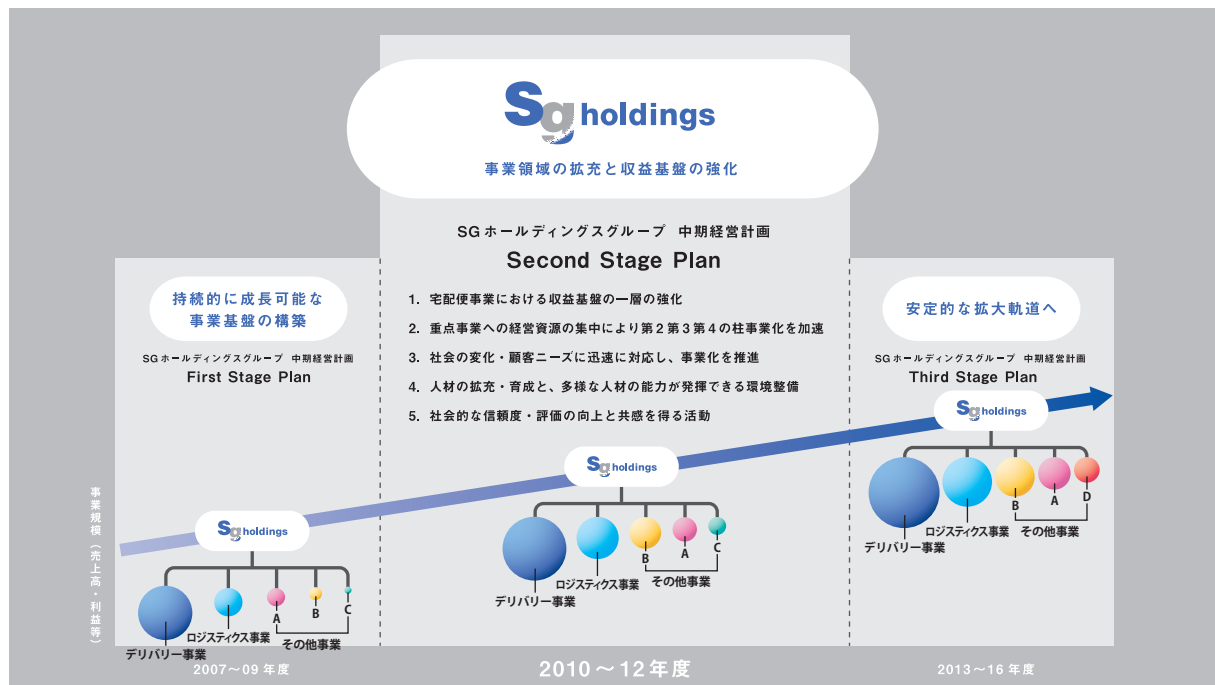 Sg holdings
事業領域の拡充と収益基盤の強化
SGホールディングスグループ 中期経営計画
Second Stage Plan
1. 宅配便事業における収益基盤の一層の強化
2. 重点事業への経営資源の集中により第2第3第4の柱事業化を加速
3. 社会の変化・顧客ニーズに迅速に対応し、事業化を推進
4. 人材の拡充・育成と、多様な人材の能力が発揮できる環境整備
5. 社会的な信頼度・評価の向上と共感を得る活動
持続的に成長可能な
事業基盤の構築
SGホールディングスグループ 中期経営計画
First Stage Plan
安定的な拡大軌道へ
SGホールディングスグループ 中期経営計画
Third Stage Plan
事業規模(売上高・利益等)
Sg holdings
デリバリー事業
ロジスティクス事業
A
B
C
その他事業
2007〜09年度
Sg holdings
デリバリー事業
ロジスティクス事業
B
A
C
その他事業
2010〜12年度
Sg holdings
デリバリー事業
ロジスティクス事業
B
A
D
その他事業
2013〜16年度